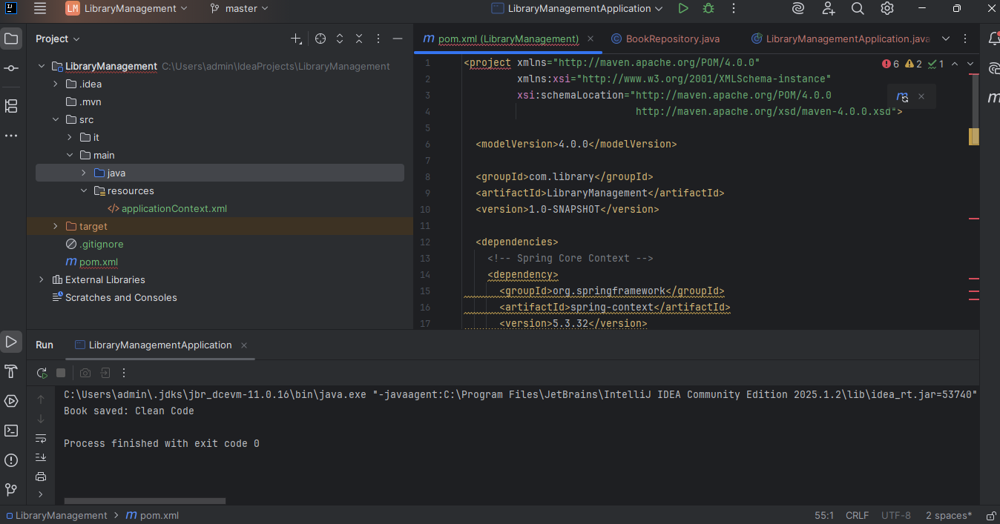 LM LibraryManagement master LibraryManagementApplication
Project
pom.xml (LibraryManagement) BookRepository.java LibraryManagementApplication.java
LibraryManagement C:\Users\admin\IdeaProjects\LibraryManagement
.idea
.mvn
src
it
main
java
resources
applicationContext.xml
target
.gitignore
pom.xml
External Libraries
Scratches and Consoles
6 2 1
1 <project xmlns="http://maven.apache.org/POM/4.0.0"
2 xmlns:xsi="http://www.w3.org/2001/XMLSchema-instance"
3 xsi:schemaLocation="http://maven.apache.org/POM/4.0.0
4 http://maven.apache.org/xsd/maven-4.0.0.xsd">
5
6 <modelVersion>4.0.0</modelVersion>
7
8 <groupId>com.library</groupId>
9 <artifactId>LibraryManagement</artifactId>
10 <version>1.0-SNAPSHOT</version>
11
12 <dependencies>
13 <!-- Spring Core Context -->
14 <dependency>
15 <groupId>org.springframework</groupId>
16 <artifactId>spring-context</artifactId>
17 <version>5.3.32</version>
Run LibraryManagementApplication
C:\Users\admin\.jdks\jbr_dcevm-11.0.16\bin\java.exe "-javaagent:C:\Program Files\JetBrains\IntelliJ IDEA Community Edition 2025.1.2\lib\idea_rt.jar=53740"
Book saved: Clean Code
Process finished with exit code 0
LibraryManagement > pom.xml 55:1 CRLF UTF-8 2 spaces*